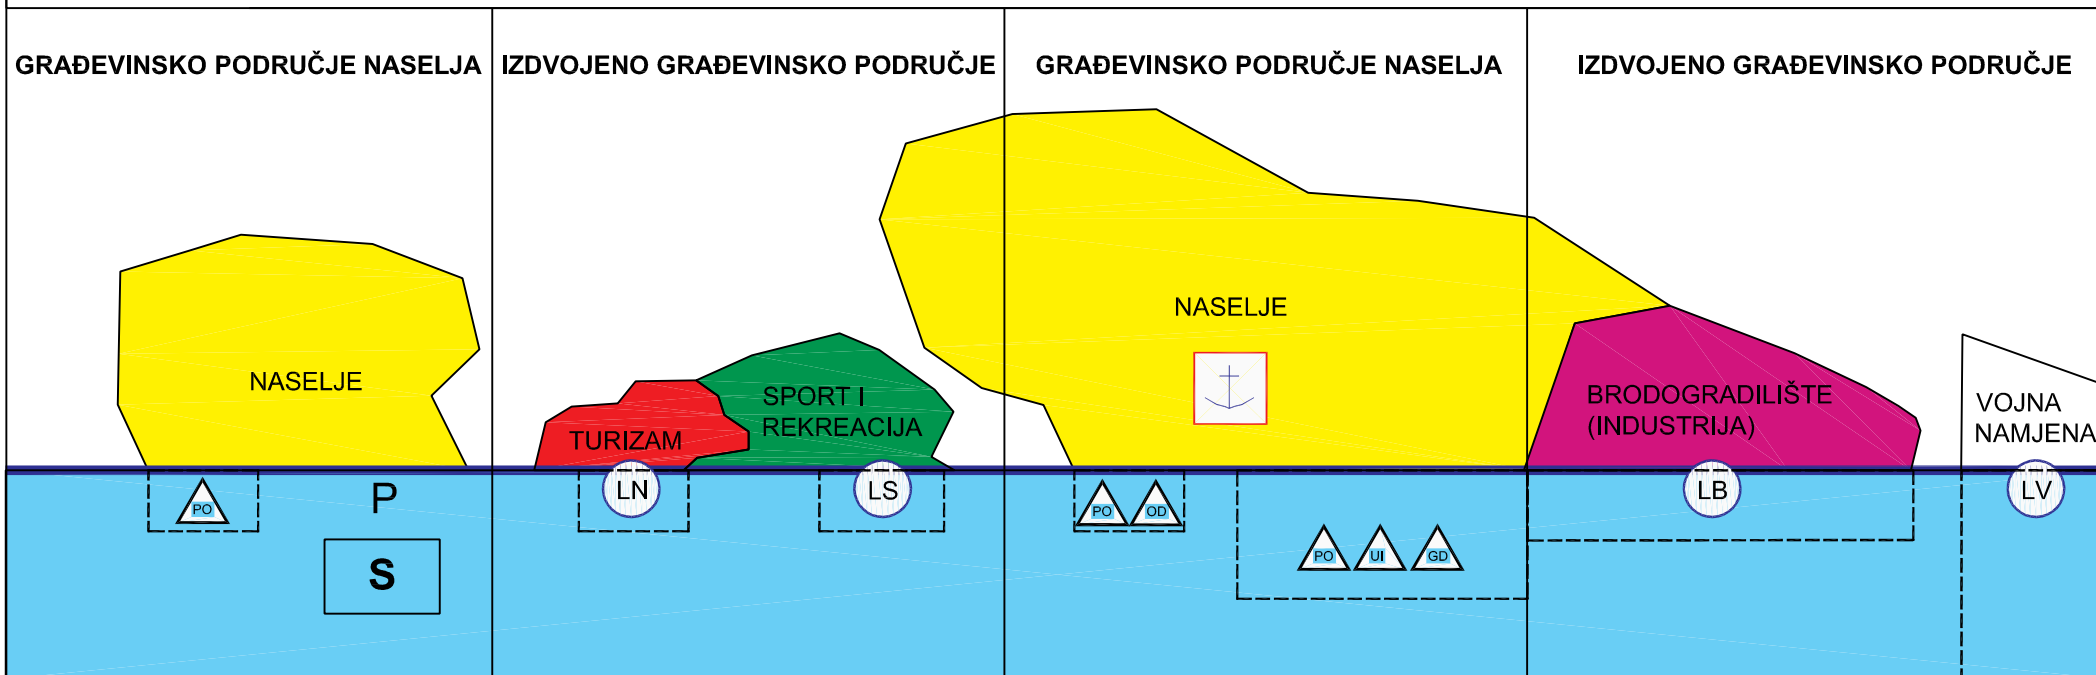 GRAĐEVINSKO PODRUČJE NASELJA
IZDVOJENO GRAĐEVINSKO PODRUČJE
GRAĐEVINSKO PODRUČJE NASELJA
IZDVOJENO GRAĐEVINSKO PODRUČJE
NASELJE
NASELJE
TURIZAM
SPORT I
REKREACIJA
BRODOGRADILIŠTE
(INDUSTRIJA)
VOJNA
NAMJENA
PO
P
S
LN
LS
PO
OD
PO
UI
GD
LB
LV